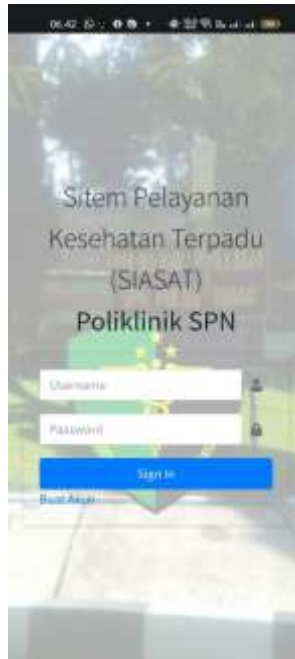 06.42
Sitem Pelayanan
Kesehatan Terpadu
(SIASAT)
Poliklinik SPN
Username
Password
Sign In
Buat Akun